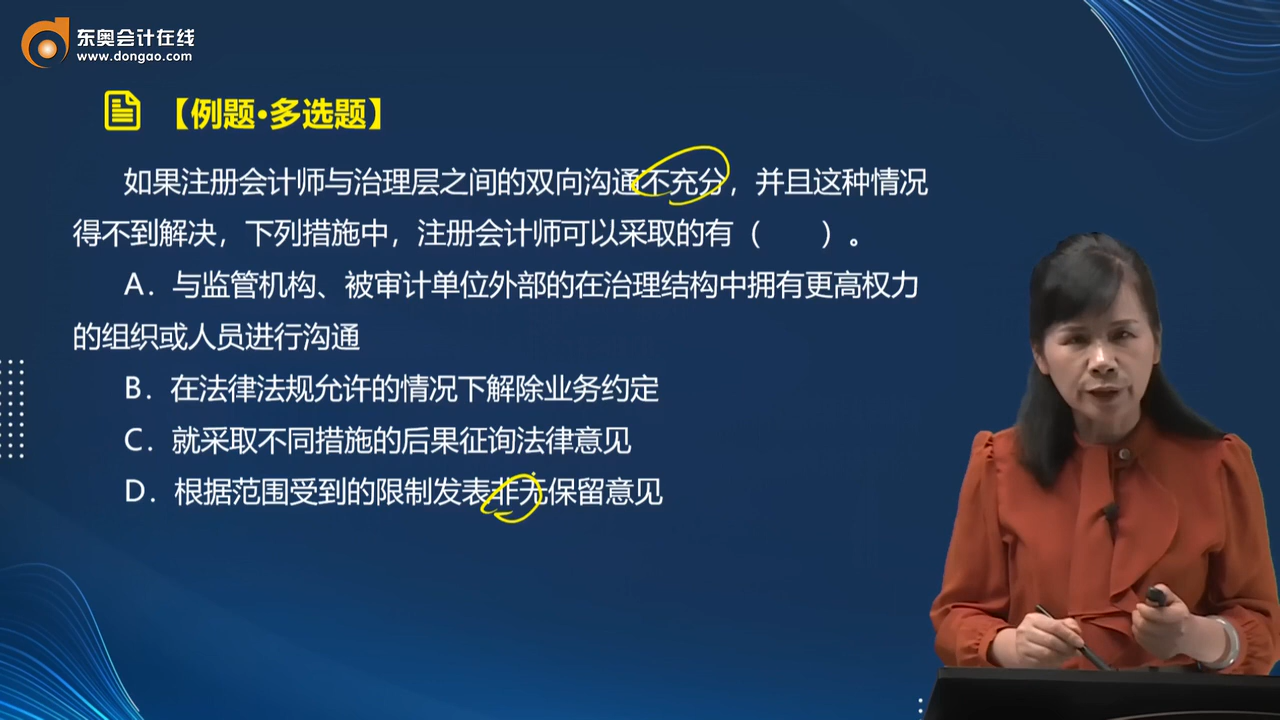 东奥会计在线
www.dongao.com
【例题•多选题】
如果注册会计师与治理层之间的双向沟通不充分，并且这种情况
得不到解决，下列措施中，注册会计师可以采取的有（　　）。
A．与监管机构、被审计单位外部的在治理结构中拥有更高权力
的组织或人员进行沟通
B．在法律法规允许的情况下解除业务约定
C．就采取不同措施的后果征询法律意见
D．根据范围受到的限制发表非无保留意见